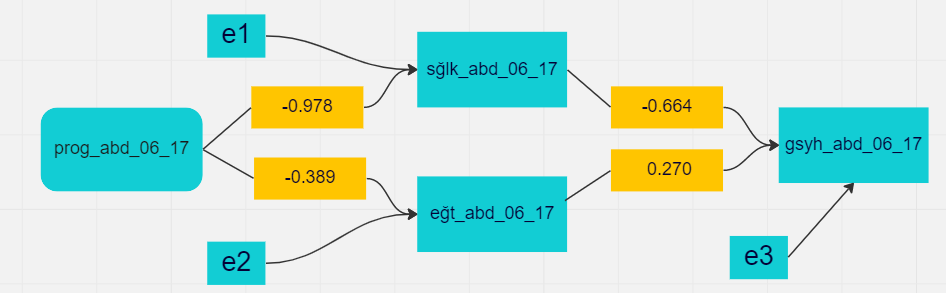 e1
sğlk_abd_06_17
-0.978
-0.664
prog_abd_06_17
gsyh_abd_06_17
-0.389
0.270
eğt_abd_06_17
e2
e3